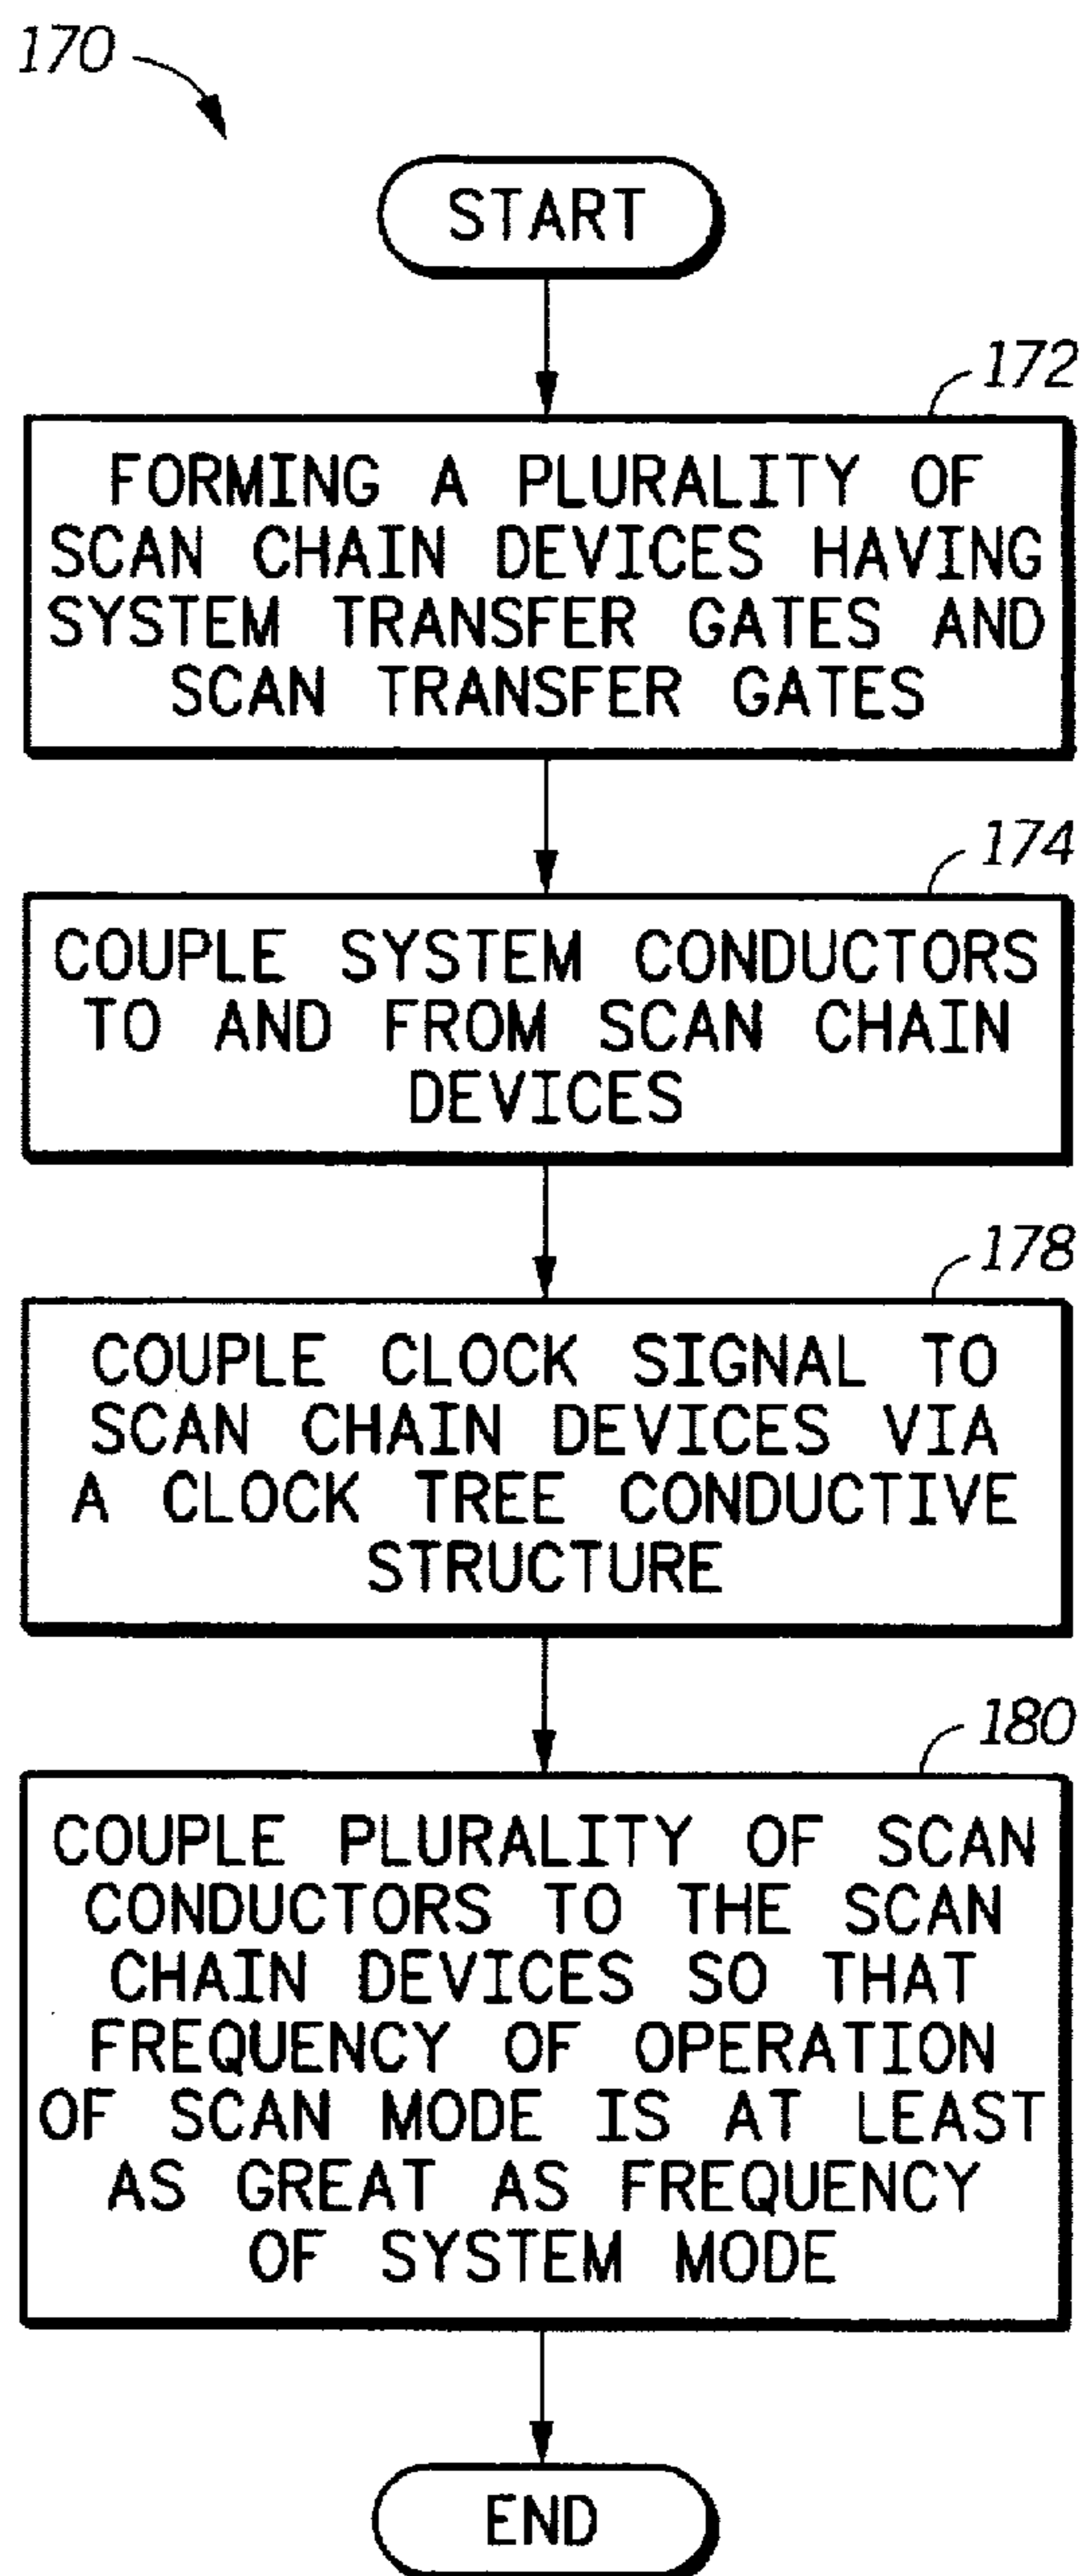 170
START
172
FORMING A PLURALITY OF
SCAN CHAIN DEVICES HAVING
SYSTEM TRANSFER GATES AND
SCAN TRANSFER GATES
174
COUPLE SYSTEM CONDUCTORS
TO AND FROM SCAN CHAIN
DEVICES
178
COUPLE CLOCK SIGNAL TO
SCAN CHAIN DEVICES VIA
A CLOCK TREE CONDUCTIVE
STRUCTURE
180
COUPLE PLURALITY OF SCAN
CONDUCTORS TO THE SCAN
CHAIN DEVICES SO THAT
FREQUENCY OF OPERATION
OF SCAN MODE IS AT LEAST
AS GREAT AS FREQUENCY
OF SYSTEM MODE
END